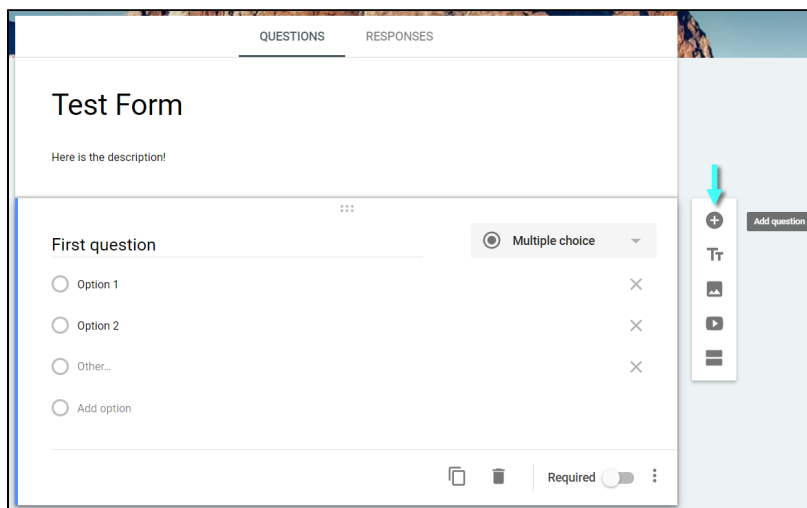 QUESTIONS RESPONSES
Test Form
Here is the description!
First question
Multiple choice
Add question
Tт
Option 1
Option 2
Other...
Add option
Required